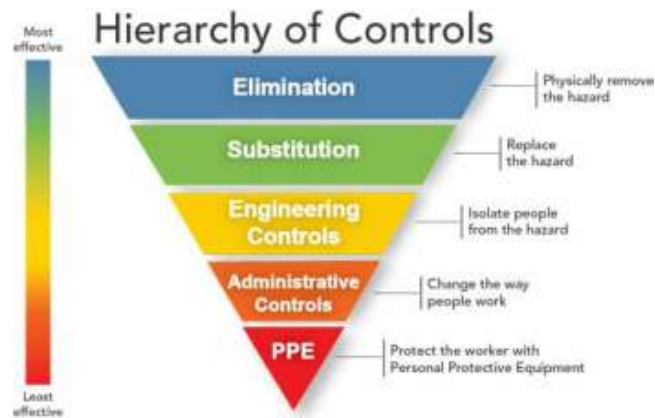 Hierarchy of Controls
Most
effective
Elimination
Physically remove
the hazard
Substitution
Replace
the hazard
Engineering
Controls
Isolate people
from the hazard
Administrative
Controls
Change the way
people work
PPE
Protect the worker with
Personal Protective Equipment
Least
effective